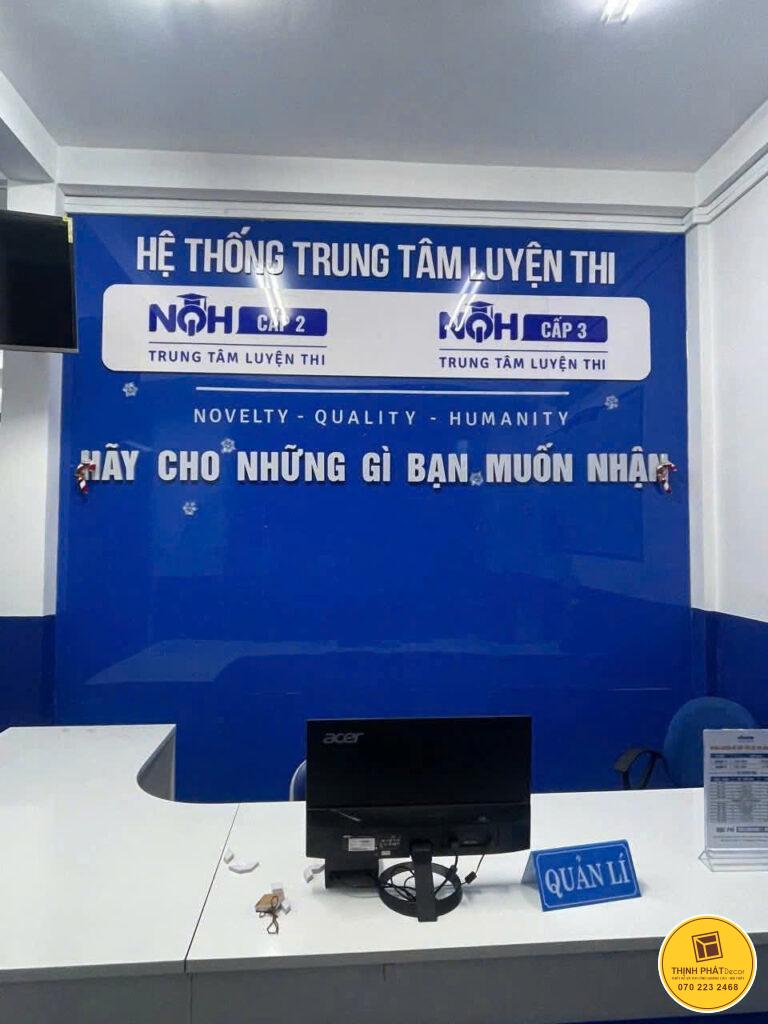 HỆ THỐNG TRUNG TÂM LUYỆN THI
NQH CẤP 2
TRUNG TÂM LUYỆN THI
NQH CẤP 3
TRUNG TÂM LUYỆN THI
NOVELTY - QUALITY - HUMANITY
HÃY CHO NHỮNG GÌ BẠN MUỐN NHẬN
acer
QUẢN LÍ
THỊNH PHÁT Decor
070 223 2468